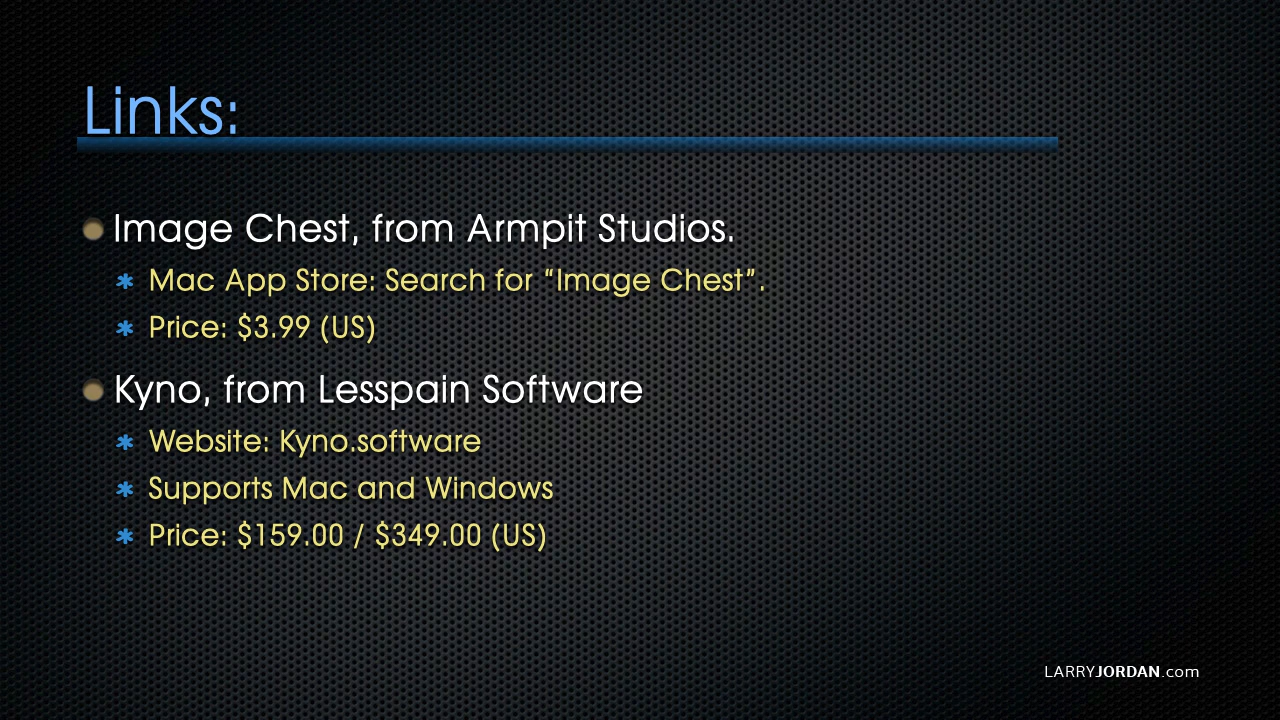 Links:
Image Chest, from Armpit Studios.
Mac App Store: Search for “Image Chest”.
Price: $3.99 (US)
Kyno, from Lesspain Software
Website: Kyno.software
Supports Mac and Windows
Price: $159.00 / $349.00 (US)
LARRYJORDAN.com